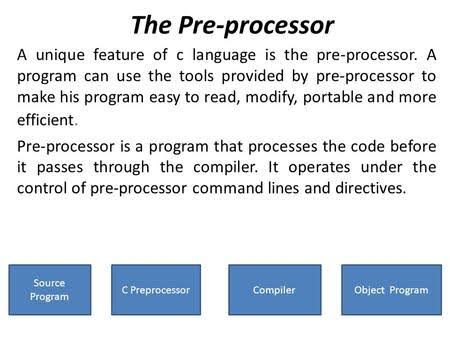 The Pre-processor
A unique feature of c language is the pre-processor. A
program can use the tools provided by pre-processor to
make his program easy to read, modify, portable and more
efficient.
Pre-processor is a program that processes the code before
it passes through the compiler. It operates under the
control of pre-processor command lines and directives.
Source
Program
C Preprocessor
Compiler
Object Program